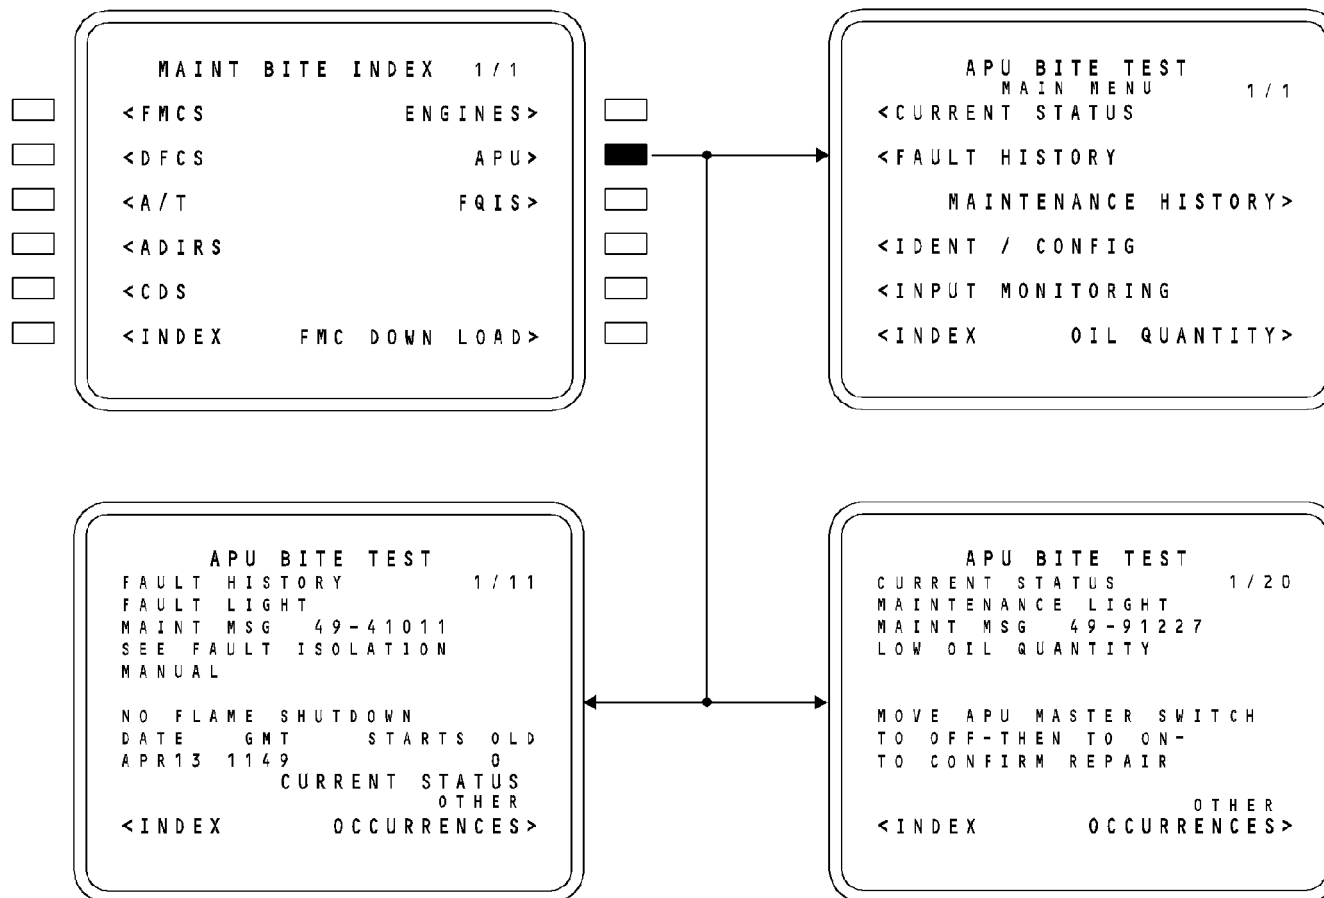 MAINT BITE INDEX 1/1
<FMCS ENGINES>
<DFCS APU>
<A/T FQIS>
<ADIRS
<CDS
<INDEX FMC DOWN LOAD>
APU BITE TEST
MAIN MENU 1/1
<CURRENT STATUS
<FAULT HISTORY
MAINTENANCE HISTORY>
<IDENT / CONFIG
<INPUT MONITORING
<INDEX OIL QUANTITY>
APU BITE TEST
FAULT HISTORY 1/11
FAULT LIGHT
MAINT MSG 49-41011
SEE FAULT ISOLATION
MANUAL
NO FLAME SHUTDOWN
DATE GMT STARTS OLD
APR13 1149 0
CURRENT STATUS
OTHER
<INDEX OCCURRENCES>
APU BITE TEST
CURRENT STATUS 1/20
MAINTENANCE LIGHT
MAINT MSG 49-91227
LOW OIL QUANTITY
MOVE APU MASTER SWITCH
TO OFF-THEN TO ON-
TO CONFIRM REPAIR
OTHER
<INDEX OCCURRENCES>